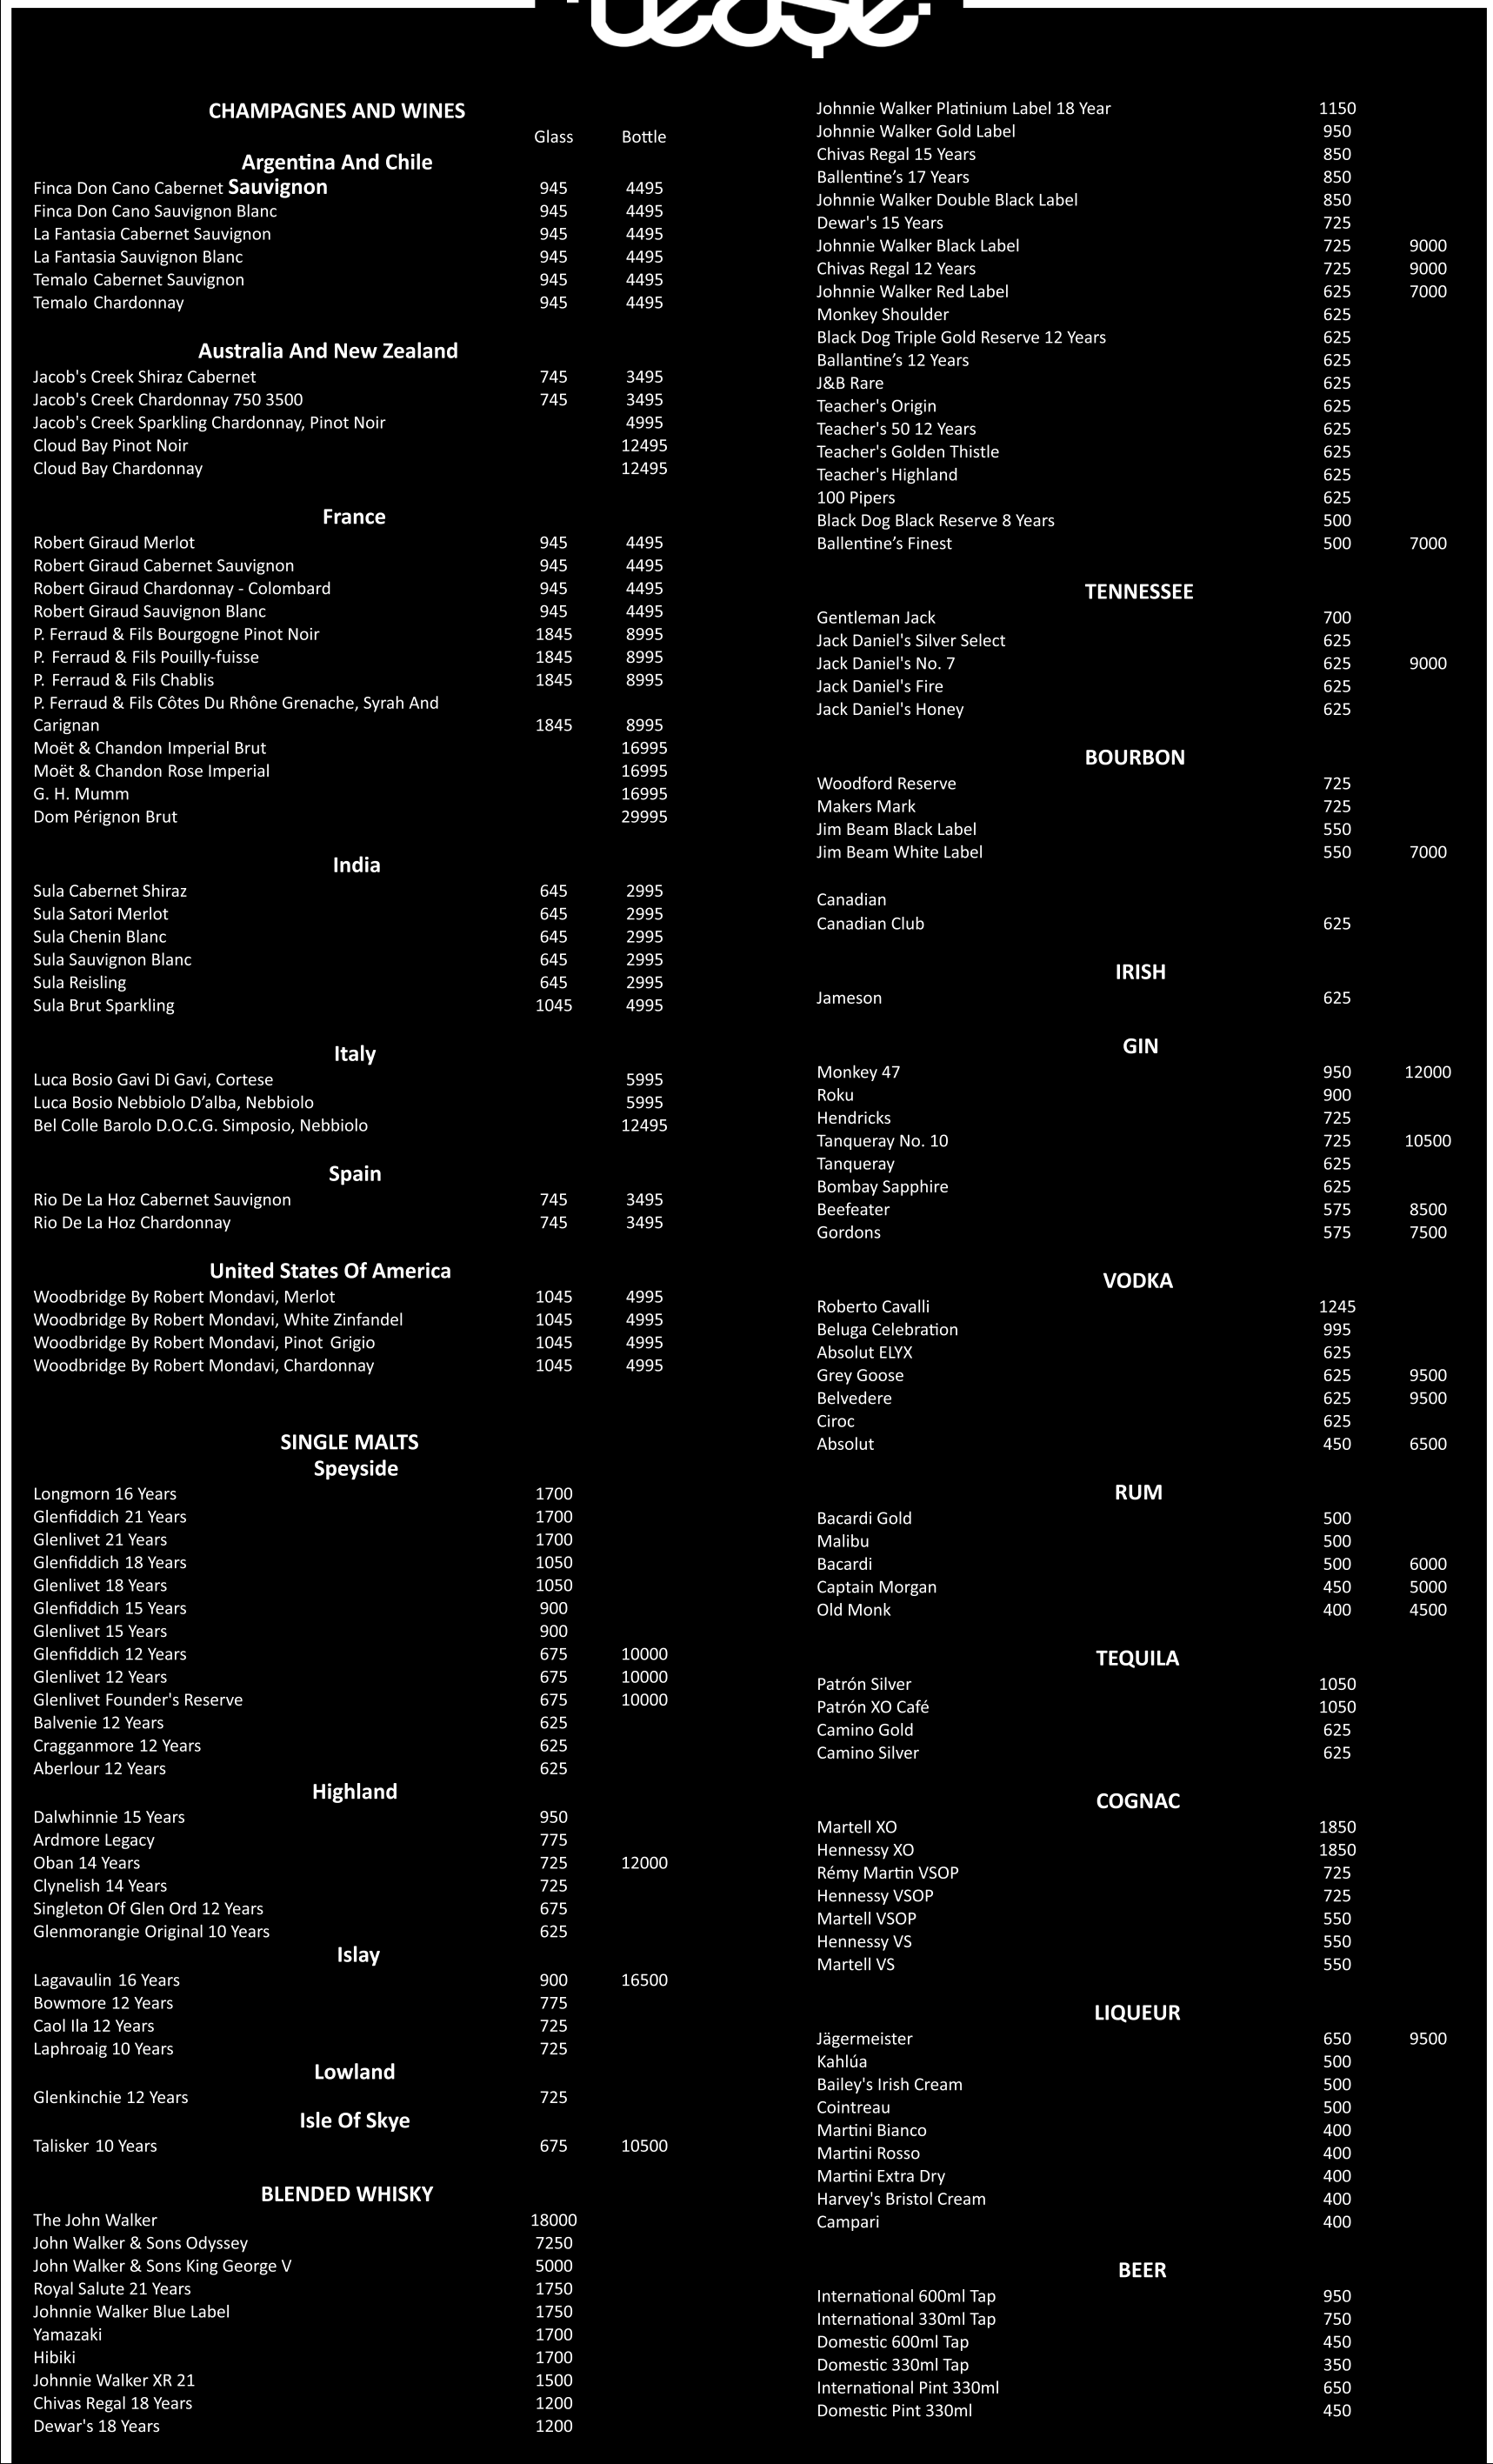 tease
CHAMPAGNES AND WINES
Glass Bottle
Argentina And Chile
Finca Don Cano Cabernet Sauvignon 945 4495
Finca Don Cano Sauvignon Blanc 945 4495
La Fantasia Cabernet Sauvignon 945 4495
La Fantasia Sauvignon Blanc 945 4495
Temalo Cabernet Sauvignon 945 4495
Temalo Chardonnay 945 4495
Australia And New Zealand
Jacob's Creek Shiraz Cabernet 745 3495
Jacob's Creek Chardonnay 750 3500 745 3495
Jacob's Creek Sparkling Chardonnay, Pinot Noir 4995
Cloud Bay Pinot Noir 12495
Cloud Bay Chardonnay 12495
France
Robert Giraud Merlot 945 4495
Robert Giraud Cabernet Sauvignon 945 4495
Robert Giraud Chardonnay - Colombard 945 4495
Robert Giraud Sauvignon Blanc 945 4495
P. Ferraud & Fils Bourgogne Pinot Noir 1845 8995
P. Ferraud & Fils Pouilly-fuisse 1845 8995
P. Ferraud & Fils Chablis 1845 8995
P. Ferraud & Fils Côtes Du Rhône Grenache, Syrah And
Carignan 1845 8995
Moët & Chandon Imperial Brut 16995
Moët & Chandon Rose Imperial 16995
G. H. Mumm 16995
Dom Pérignon Brut 29995
India
Sula Cabernet Shiraz 645 2995
Sula Satori Merlot 645 2995
Sula Chenin Blanc 645 2995
Sula Sauvignon Blanc 645 2995
Sula Reisling 645 2995
Sula Brut Sparkling 1045 4995
Italy
Luca Bosio Gavi Di Gavi, Cortese 5995
Luca Bosio Nebbiolo D’alba, Nebbiolo 5995
Bel Colle Barolo D.O.C.G. Simposio, Nebbiolo 12495
Spain
Rio De La Hoz Cabernet Sauvignon 745 3495
Rio De La Hoz Chardonnay 745 3495
United States Of America
Woodbridge By Robert Mondavi, Merlot 1045 4995
Woodbridge By Robert Mondavi, White Zinfandel 1045 4995
Woodbridge By Robert Mondavi, Pinot Grigio 1045 4995
Woodbridge By Robert Mondavi, Chardonnay 1045 4995
SINGLE MALTS
Speyside
Longmorn 16 Years 1700
Glenfiddich 21 Years 1700
Glenlivet 21 Years 1700
Glenfiddich 18 Years 1050
Glenlivet 18 Years 1050
Glenfiddich 15 Years 900
Glenlivet 15 Years 900
Glenfiddich 12 Years 675 10000
Glenlivet 12 Years 675 10000
Glenlivet Founder's Reserve 675 10000
Balvenie 12 Years 625
Cragganmore 12 Years 625
Aberlour 12 Years 625
Highland
Dalwhinnie 15 Years 950
Ardmore Legacy 775
Oban 14 Years 725 12000
Clynelish 14 Years 725
Singleton Of Glen Ord 12 Years 675
Glenmorangie Original 10 Years 625
Islay
Lagavaulin 16 Years 900 16500
Bowmore 12 Years 775
Caol Ila 12 Years 725
Laphroaig 10 Years 725
Lowland
Glenkinchie 12 Years 725
Isle Of Skye
Talisker 10 Years 675 10500
BLENDED WHISKY
The John Walker 18000
John Walker & Sons Odyssey 7250
John Walker & Sons King George V 5000
Royal Salute 21 Years 1750
Johnnie Walker Blue Label 1750
Yamazaki 1700
Hibiki 1700
Johnnie Walker XR 21 1500
Chivas Regal 18 Years 1200
Dewar's 18 Years 1200
Johnnie Walker Platinium Label 18 Year 1150
Johnnie Walker Gold Label 950
Chivas Regal 15 Years 850
Ballentine’s 17 Years 850
Johnnie Walker Double Black Label 850
Dewar's 15 Years 725
Johnnie Walker Black Label 725 9000
Chivas Regal 12 Years 725 9000
Johnnie Walker Red Label 625 7000
Monkey Shoulder 625
Black Dog Triple Gold Reserve 12 Years 625
Ballantine’s 12 Years 625
J&B Rare 625
Teacher's Origin 625
Teacher's 50 12 Years 625
Teacher's Golden Thistle 625
Teacher's Highland 625
100 Pipers 625
Black Dog Black Reserve 8 Years 500
Ballentine’s Finest 500 7000
TENNESSEE
Gentleman Jack 700
Jack Daniel's Silver Select 625
Jack Daniel's No. 7 625 9000
Jack Daniel's Fire 625
Jack Daniel's Honey 625
BOURBON
Woodford Reserve 725
Makers Mark 725
Jim Beam Black Label 550
Jim Beam White Label 550 7000
Canadian
Canadian Club 625
IRISH
Jameson 625
GIN
Monkey 47 950 12000
Roku 900
Hendricks 725
Tanqueray No. 10 725 10500
Tanqueray 625
Bombay Sapphire 625
Beefeater 575 8500
Gordons 575 7500
VODKA
Roberto Cavalli 1245
Beluga Celebration 995
Absolut ELYX 625
Grey Goose 625 9500
Belvedere 625 9500
Ciroc 625
Absolut 450 6500
RUM
Bacardi Gold 500
Malibu 500
Bacardi 500 6000
Captain Morgan 450 5000
Old Monk 400 4500
TEQUILA
Patrón Silver 1050
Patrón XO Café 1050
Camino Gold 625
Camino Silver 625
COGNAC
Martell XO 1850
Hennessy XO 1850
Rémy Martin VSOP 725
Hennessy VSOP 725
Martell VSOP 550
Hennessy VS 550
Martell VS 550
LIQUEUR
Jägermeister 650 9500
Kahlúa 500
Bailey's Irish Cream 500
Cointreau 500
Martini Bianco 400
Martini Rosso 400
Martini Extra Dry 400
Harvey's Bristol Cream 400
Campari 400
BEER
International 600ml Tap 950
International 330ml Tap 750
Domestic 600ml Tap 450
Domestic 330ml Tap 350
International Pint 330ml 650
Domestic Pint 330ml 450